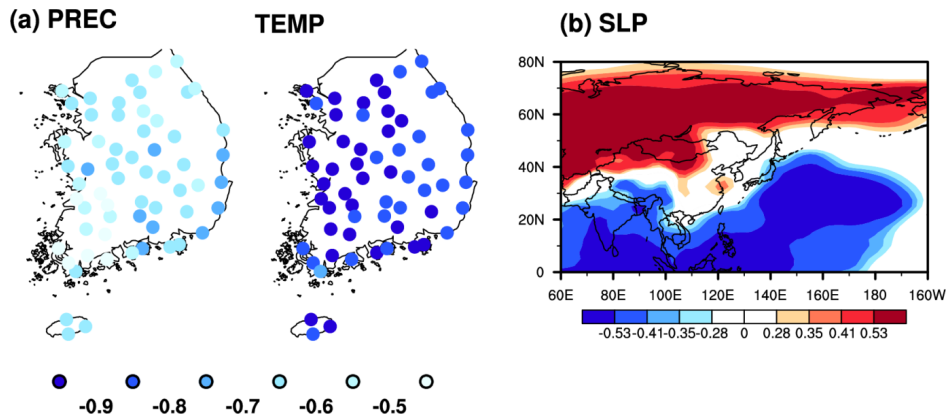 (a) PREC TEMP (b) SLP
80N
60N
40N
20N
0
60E 80E 100E 120E 140E 160E 180 160W
-0.53 -0.41 -0.35 -0.28 0 0.28 0.35 0.41 0.53
-0.9 -0.8 -0.7 -0.6 -0.5